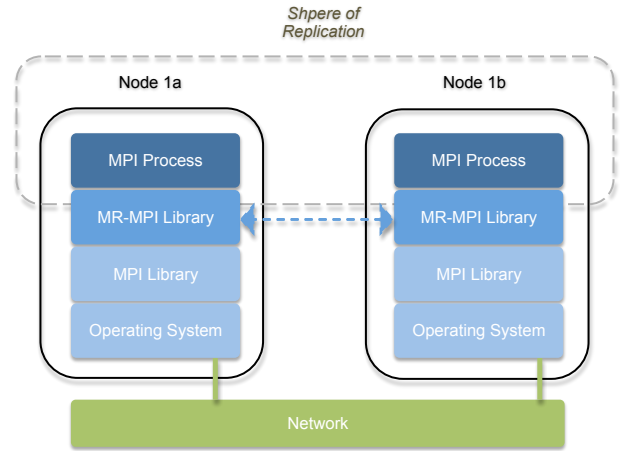 Shpere of
Replication
Node 1a
Node 1b
MPI Process
MPI Process
MR-MPI Library
MR-MPI Library
MPI Library
MPI Library
Operating System
Operating System
Network